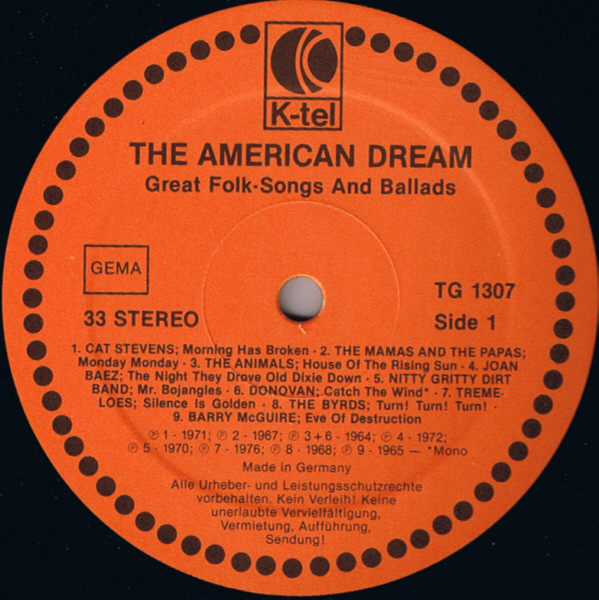 K-tel
THE AMERICAN DREAM
Great Folk-Songs And Ballads
GEMA
TG 1307
33 STEREO
Side 1
1. CAT STEVENS; Morning Has Broken - 2. THE MAMAS AND THE PAPAS;
Monday Monday - 3. THE ANIMALS; House Of The Rising Sun - 4. JOAN
BAEZ; The Night They Drove Old Dixie Down - 5. NITTY GRITTY DIRT
BAND; Mr. Bojangles - 6. DONOVAN; Catch The Wind* - 7. TREME-
LOES; Silence Is Golden - 8. THE BYRDS; Turn! Turn! Turn! -
9. BARRY McGUIRE; Eve Of Destruction
Ⓟ 1 - 1971; Ⓟ 2 - 1967; Ⓟ 3 + 6 - 1964; Ⓟ 4 - 1972;
Ⓟ 5 - 1970; Ⓟ 7 - 1976; Ⓟ 8 - 1968; Ⓟ 9 - 1965 — *Mono
Made in Germany
Alle Urheber- und Leistungsschutzrechte
vorbehalten. Kein Verleih! Keine
unerlaubte Vervielfältigung,
Vermietung, Aufführung,
Sendung!